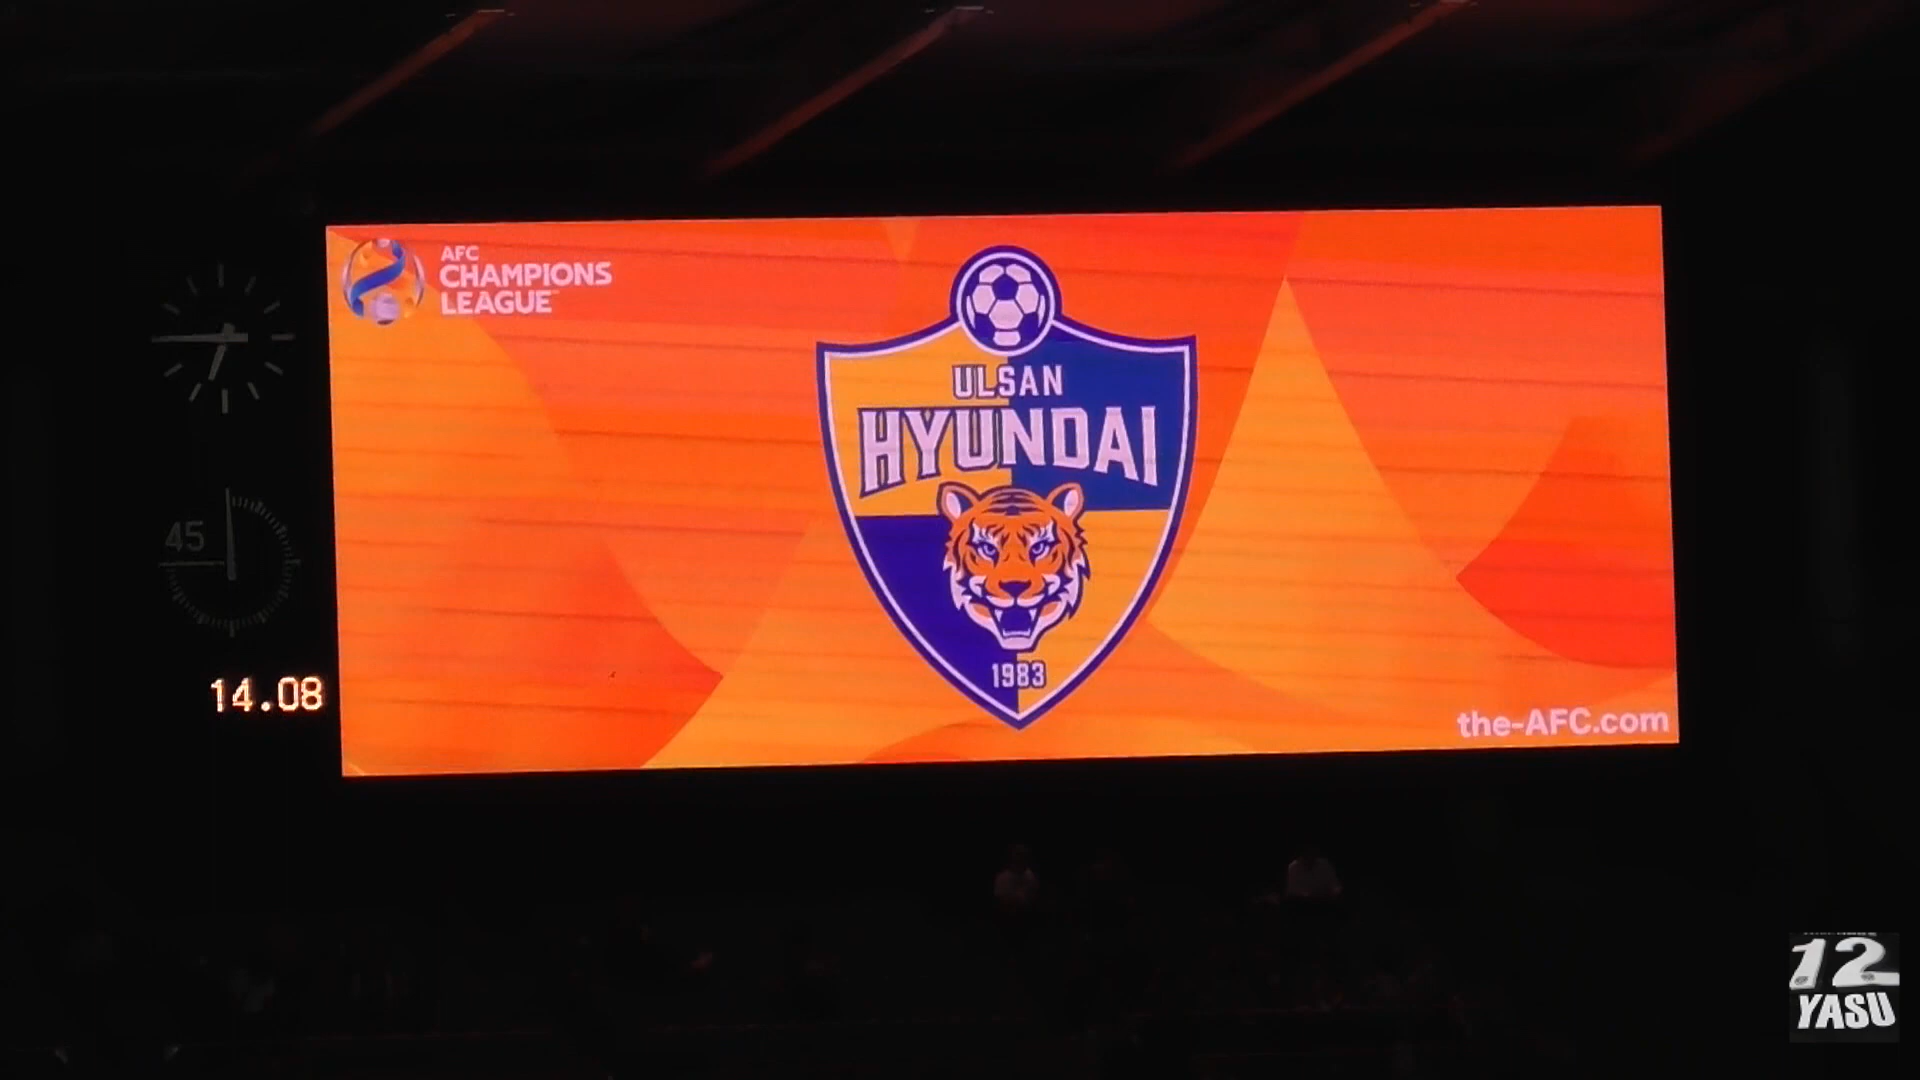 AFC
CHAMPIONS
LEAGUE
ULSAN
HYUNDAI
1983
45
14.08
the-AFC.com
12
YASU